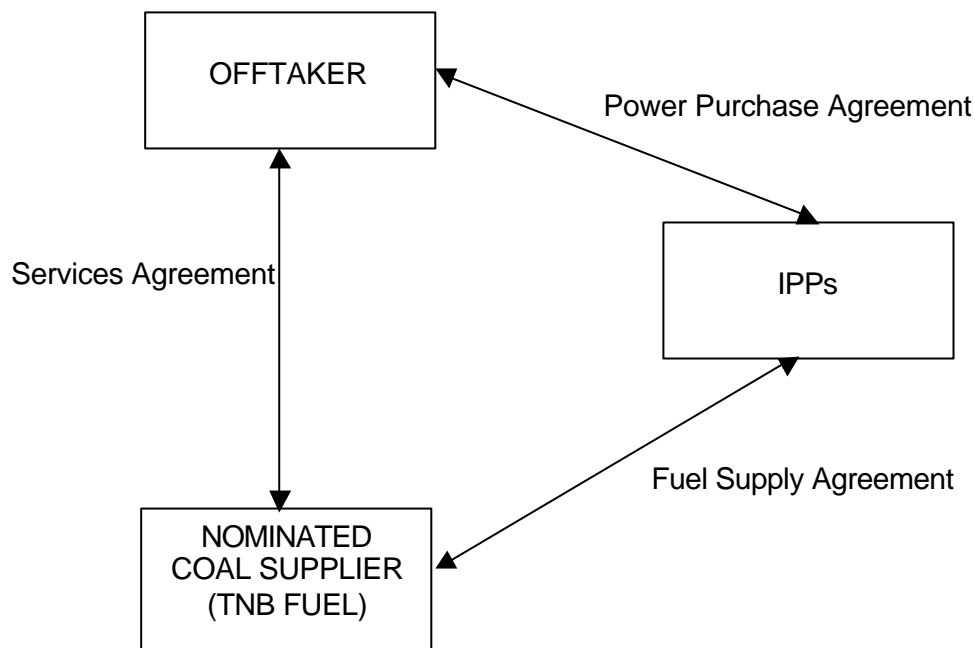 OFFTAKER
Power Purchase Agreement
IPPs
Services Agreement
Fuel Supply Agreement
NOMINATED
COAL SUPPLIER
(TNB FUEL)